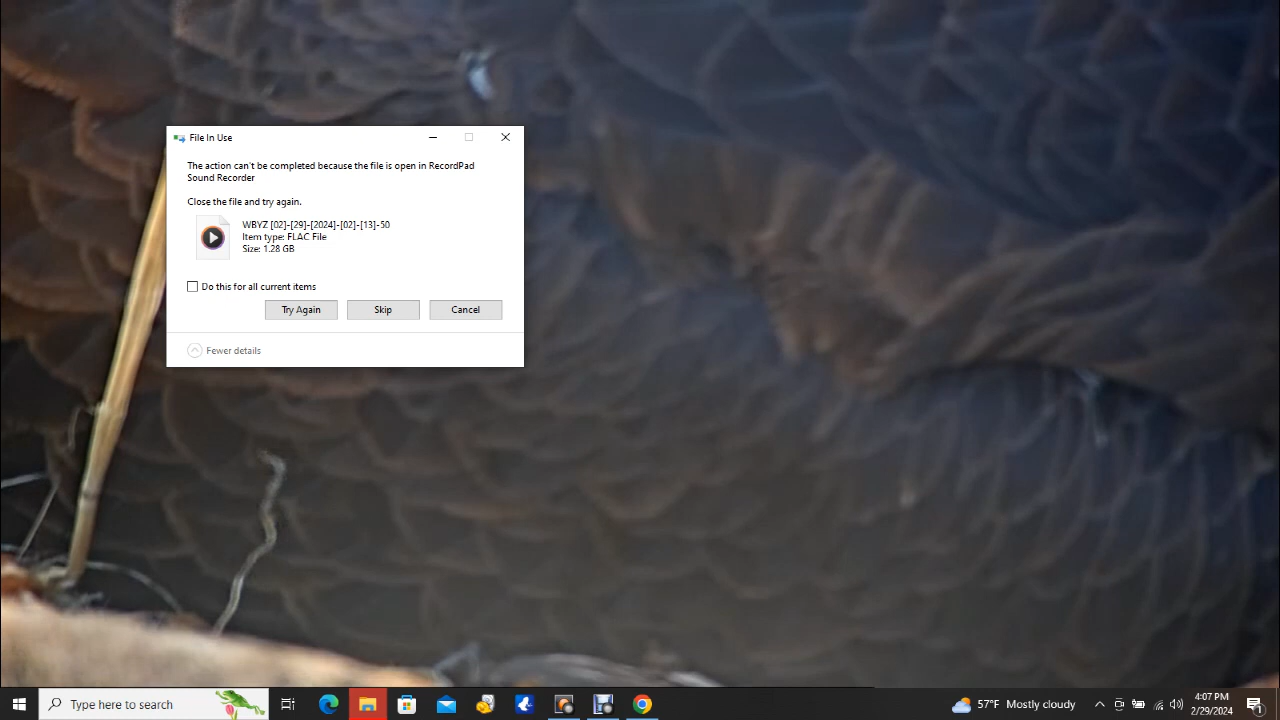 File In Use
The action can't be completed because the file is open in RecordPad
Sound Recorder
Close the file and try again.
WBYZ [02]-[29]-[2024]-[02]-[13]-50
Item type: FLAC File
Size: 1.28 GB
Do this for all current items
Try Again
Skip
Cancel
Fewer details
Type here to search
57°F Mostly cloudy
4:07 PM
2/29/2024
1